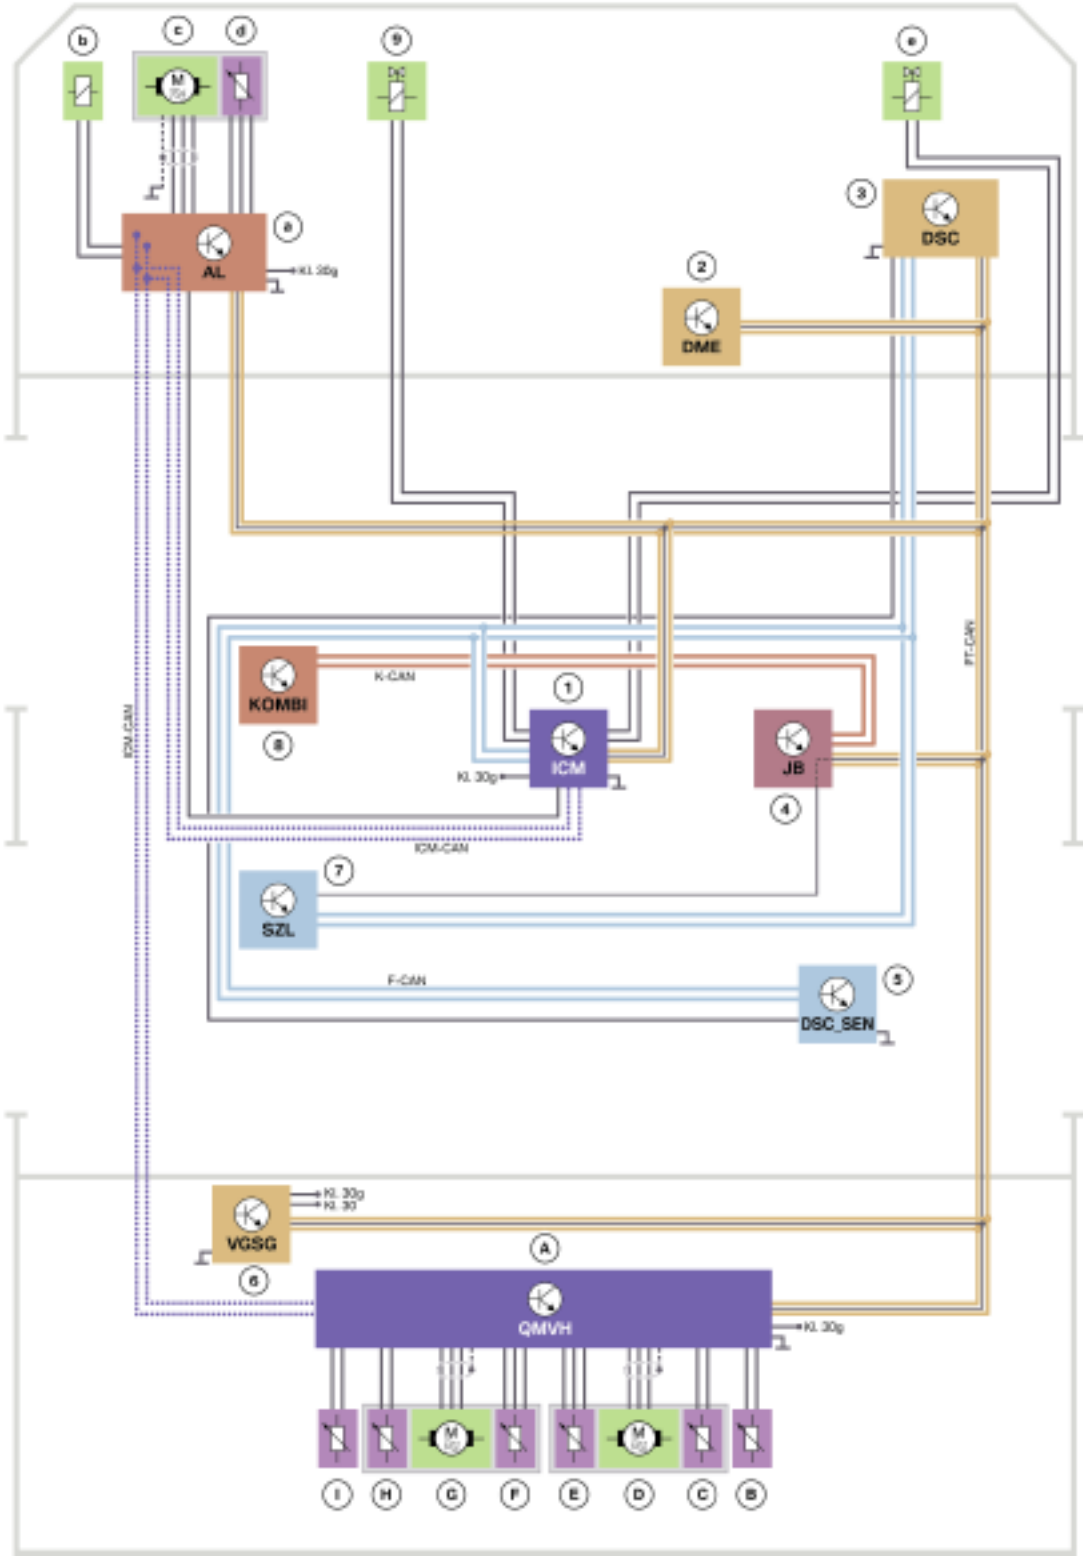 b
c
d
9
e
M
3
a
DSC
AL
Kl. 30g
2
DME
PT-CAN
KOMBI
K-CAN
1
8
ICM-CAN
ICM
JB
Kl. 30g
4
ICM-CAN
7
SZL
F-CAN
5
DSC_SEN
Kl. 30g
Kl. 30
VGSG
A
6
QMVH
Kl. 30g
M
M
I
H
G
F
E
D
C
B